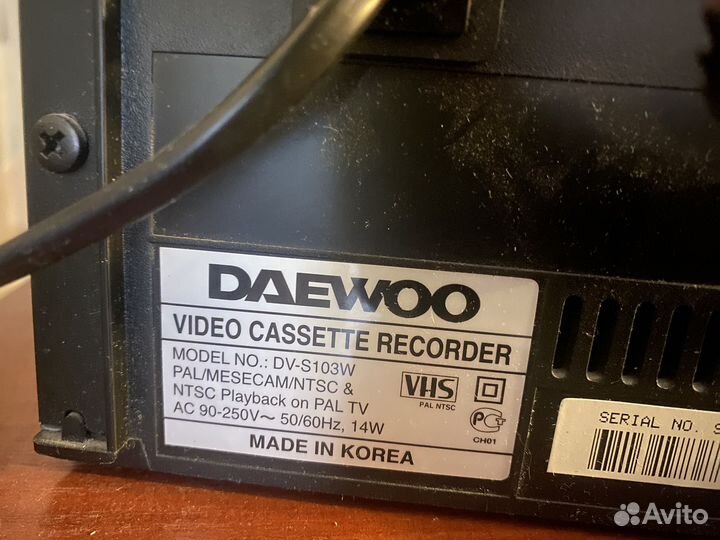 DAEWOO
VIDEO CASSETTE RECORDER
MODEL NO.: DV-S103W
PAL/MESECAM/NTSC &
NTSC Playback on PAL TV
AC 90-250V~ 50/60Hz, 14W
VHS
PAL NTSC
PC
CH01
MADE IN KOREA
SERIAL NO. S
Avito